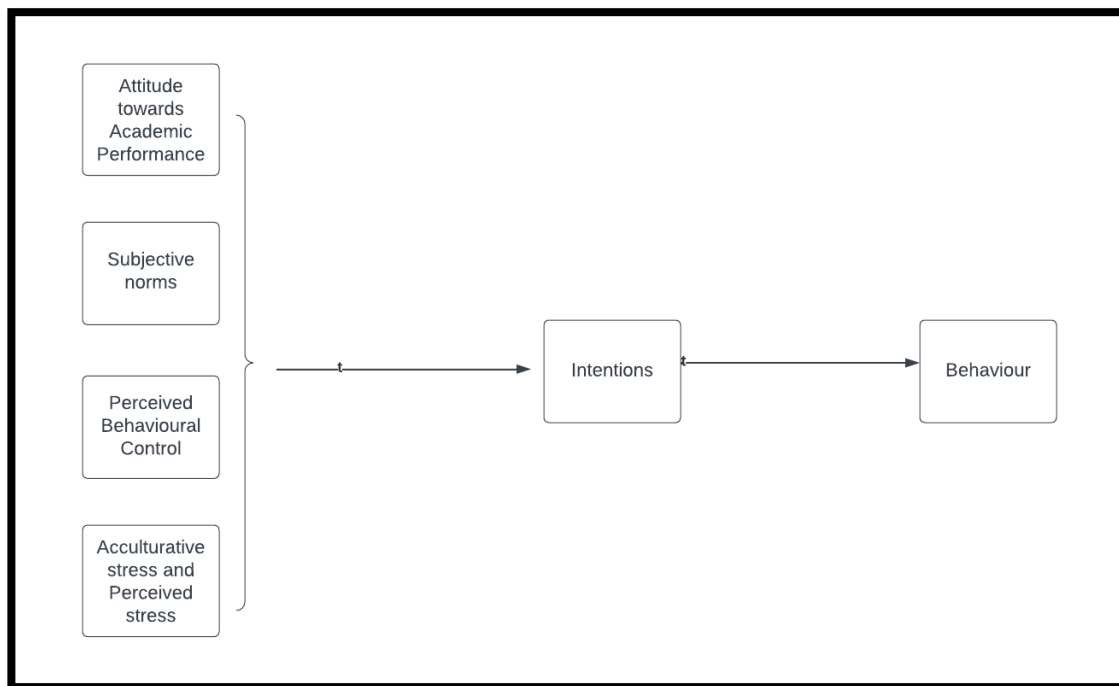 Attitude
towards
Academic
Performance
Subjective
norms
Perceived
Behavioural
Control
Acculturative
stress and
Perceived
stress
t
Intentions
t
Behaviour